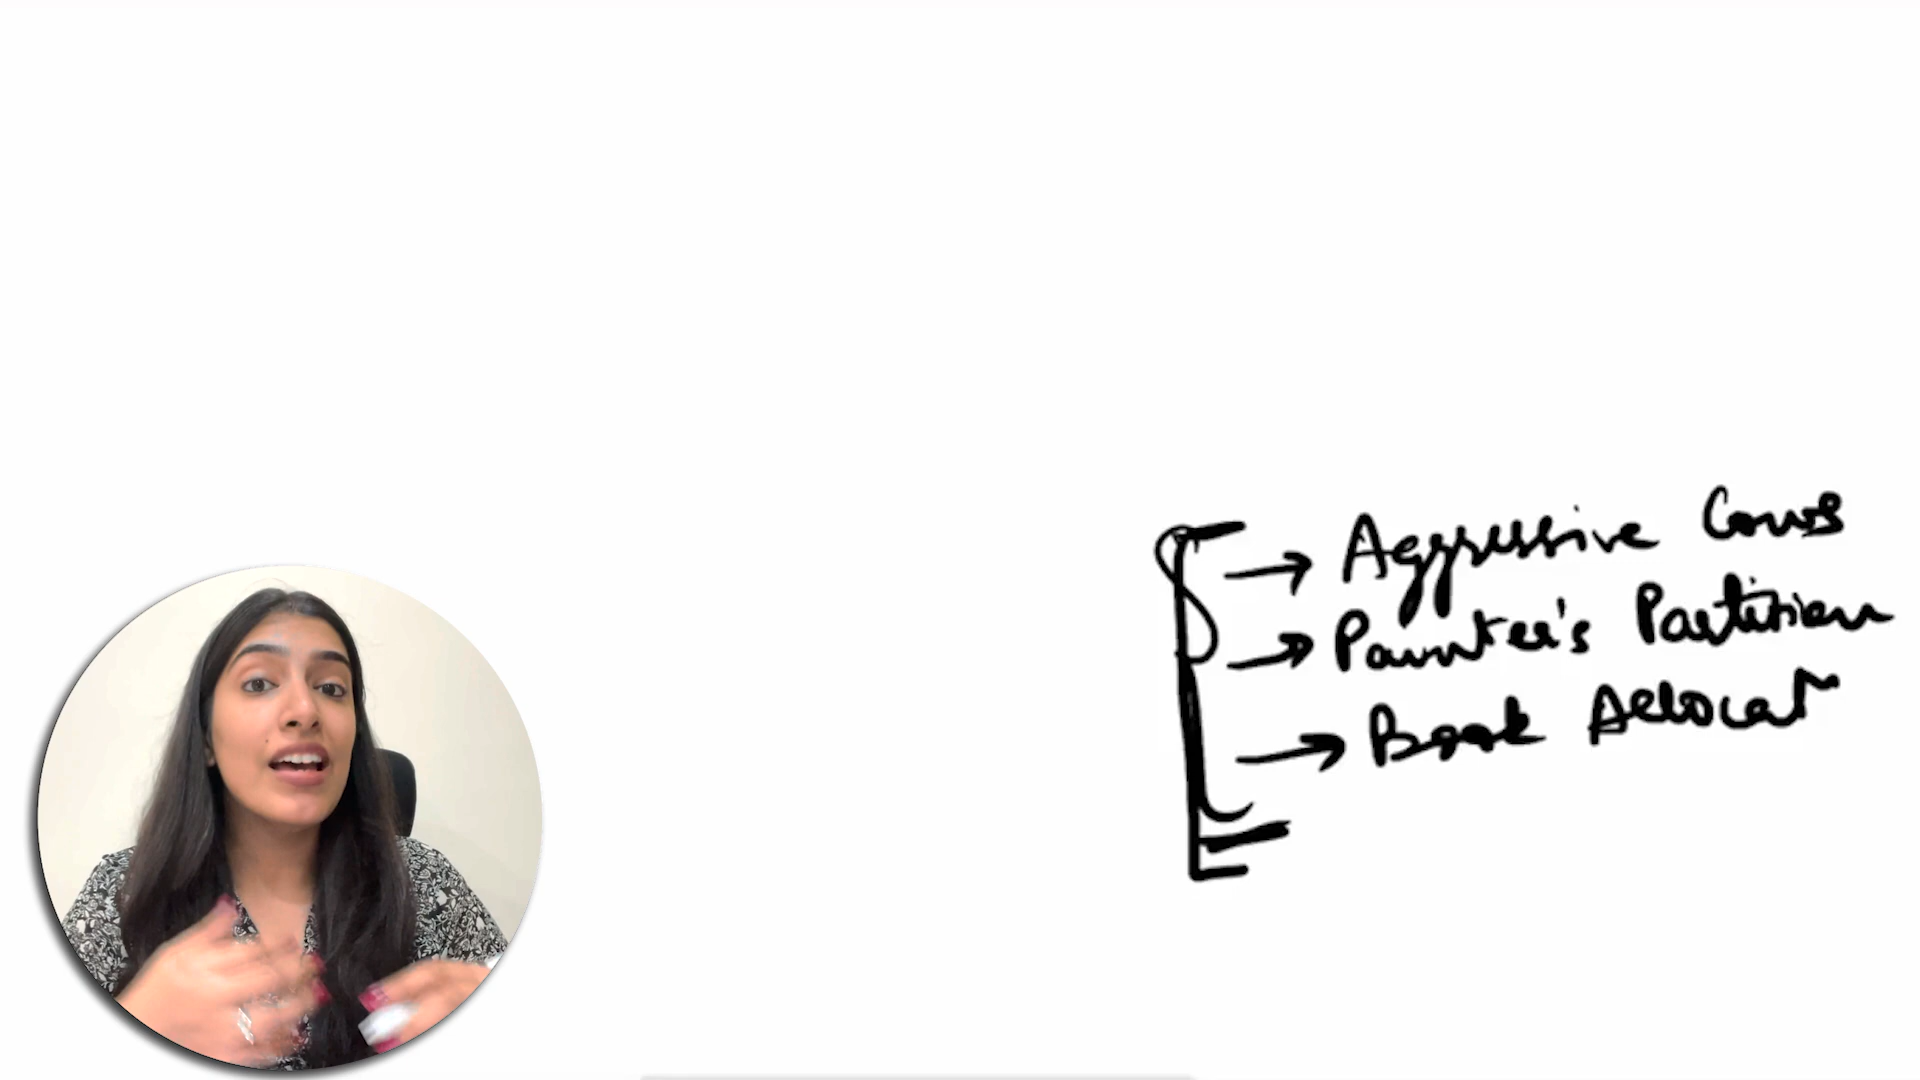 → Aggressive Cows
→ Painter's Partition
→ Book Allocat